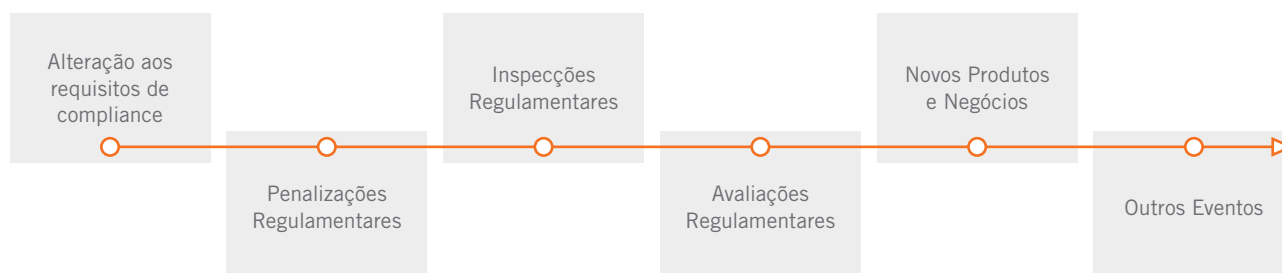 Alteração aos
requisitos de
compliance
Penalizações
Regulamentares
Inspecções
Regulamentares
Avaliações
Regulamentares
Novos Produtos
e Negócios
Outros Eventos